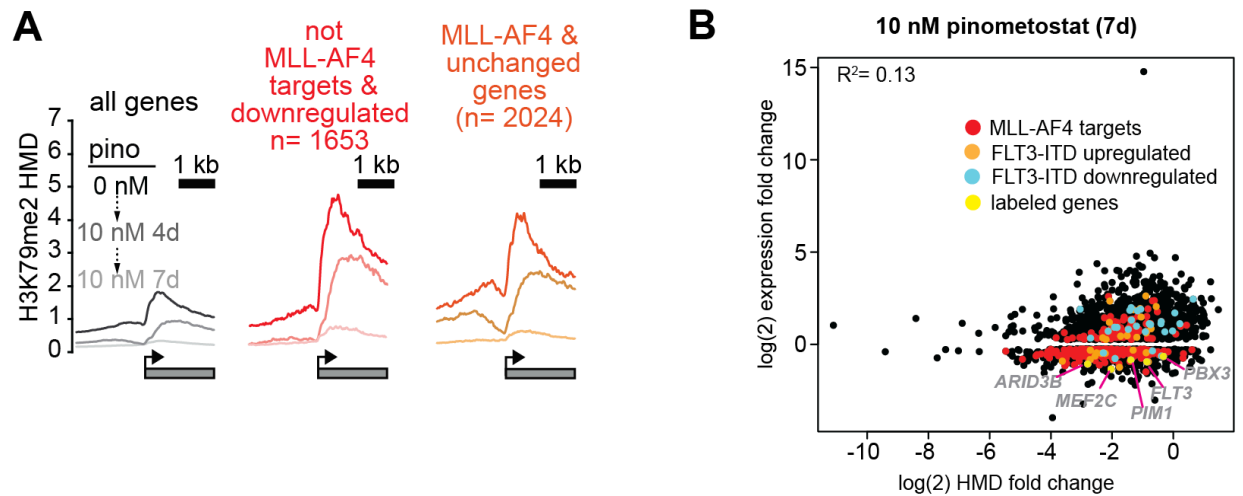 A
H3K79me2 HMD
7
6
5
4
3
2
1
0
all genes
pino
0 nM
10 nM 4d
10 nM 7d
1 kb
not
MLL-AF4
targets &
downregulated
n= 1653
1 kb
MLL-AF4 &
unchanged
genes
(n= 2024)
1 kb
B
10 nM pinometostat (7d)
R²= 0.13
log(2) expression fold change
15
10
5
0
MLL-AF4 targets
FLT3-ITD upregulated
FLT3-ITD downregulated
labeled genes
ARID3B
MEF2C
PIM1
FLT3
PBX3
-10
-8
-6
-4
-2
0
log(2) HMD fold change